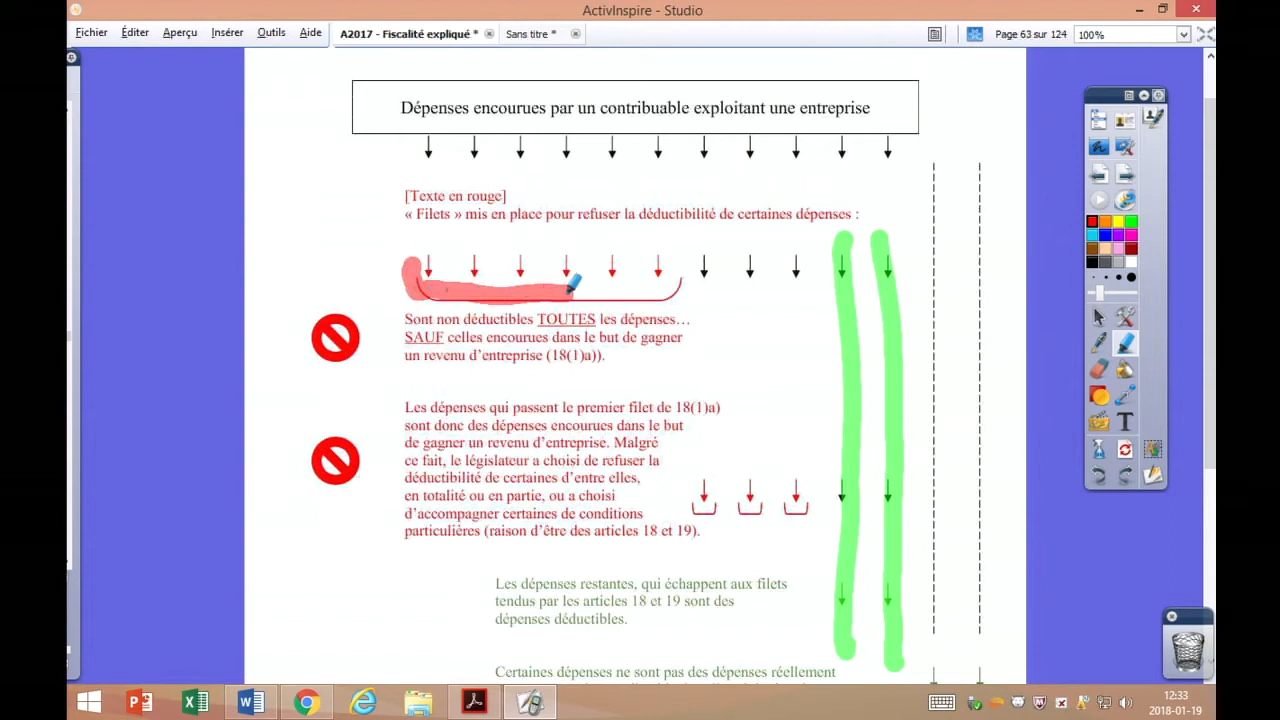 ActivInspire - Studio
Fichier Éditer Aperçu Insérer Outils Aide A2017 - Fiscalité expliqué * Sans titre * Page 63 sur 124 100%
Dépenses encourues par un contribuable exploitant une entreprise
[Texte en rouge]
« Filets » mis en place pour refuser la déductibilité de certaines dépenses :
Sont non déductibles TOUTES les dépenses…
SAUF celles encourues dans le but de gagner
un revenu d’entreprise (18(1)a)).
Les dépenses qui passent le premier filet de 18(1)a)
sont donc des dépenses encourues dans le but
de gagner un revenu d’entreprise. Malgré
ce fait, le législateur a choisi de refuser la
déductibilité de certaines d’entre elles,
en totalité ou en partie, ou a choisi
d’accompagner certaines de conditions
particulières (raison d’être des articles 18 et 19).
Les dépenses restantes, qui échappent aux filets
tendus par les articles 18 et 19 sont des
dépenses déductibles.
Certaines dépenses ne sont pas des dépenses réellement
12:33
2018-01-19